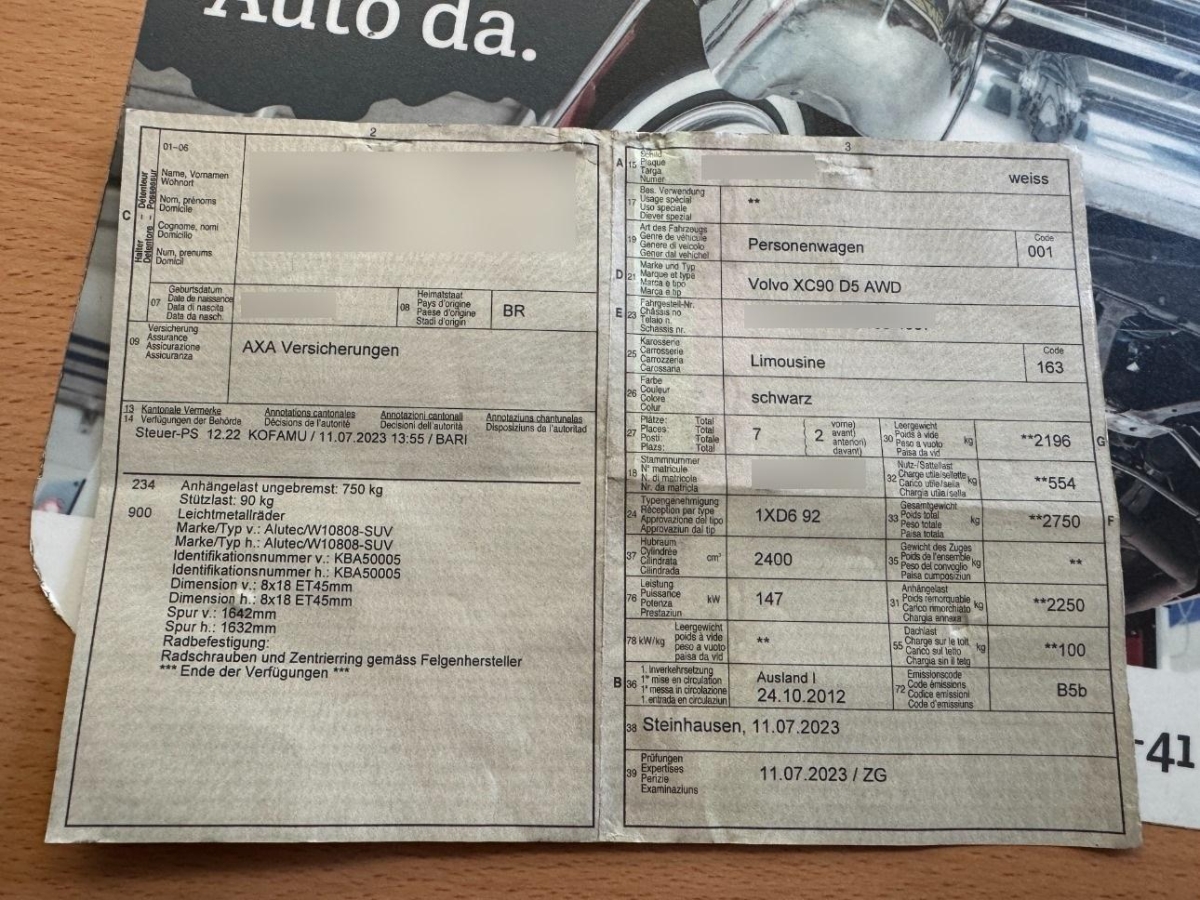 Auto da.
2
01–06
Name, Vornamen
Wohnort
Nom, prénoms
Domicile
Cognome, nomi
Domicilio
Num, prenums
Domicil
C
Halter – Détenteur
Detentore – Possessur
07
Geburtsdatum
Date de naissance
Data di nascita
Data da nasch.
08
Heimatstaat
Pays d'origine
Paese d'origine
Stadi d'origin
BR
09
Versicherung
Assurance
Assicurazione
Assicuranza
AXA Versicherungen
13 Kantonale Vermerke Annotations cantonales Annotazioni cantonali Annotaziuns chantunalas
14 Verfügungen der Behörde Décisions de l'autorité Decisioni dell'autorità Disposiziuns da l'autoritad
Steuer-PS 12.22 KOFAMU / 11.07.2023 13:55 / BARI
234 Anhängelast ungebremst: 750 kg
Stützlast: 90 kg
900 Leichtmetallräder
Marke/Typ v.: Alutec/W10808-SUV
Marke/Typ h.: Alutec/W10808-SUV
Identifikationsnummer v.: KBA50005
Identifikationsnummer h.: KBA50005
Dimension v.: 8x18 ET45mm
Dimension h.: 8x18 ET45mm
Spur v.: 1642mm
Spur h.: 1632mm
Radbefestigung:
Radschrauben und Zentrierring gemäss Felgenhersteller
*** Ende der Verfügungen ***
3
A 15
Schild
Plaque
Targa
Numer
weiss
17
Bes. Verwendung
Usage spécial
Uso speciale
Diever spezial
**
19
Art des Fahrzeugs
Genre de véhicule
Genere di veicolo
Gener dal vehichel
Personenwagen
Code
001
D 21
Marke und Typ
Marque et type
Marca e tipo
Marca e tip
Volvo XC90 D5 AWD
E 23
Fahrgestell-Nr.
Châssis no
Telaio n.
Schassis nr.
25
Karosserie
Carrosserie
Carrozzeria
Carossaria
Limousine
Code
163
26
Farbe
Couleur
Colore
Colur
schwarz
27
Plätze: Total
Places: Total
Posti: Totale
Plazs: Total
7
2
vorne)
avant)
anteriori)
davant)
30
Leergewicht
Poids à vide
Peso a vuoto
Paisa da vid
kg
**2196
G
18
Stammnummer
N° matricule
N. di matricola
Nr. da matricla
32
Nutz-/Sattellast
Charge utile/sellette
Carico utile/sella
Chargia utila/sella
kg
**554
24
Typengenehmigung
Réception par type
Approvazione del tipo
Approvaziun dal tip
1XD6 92
33
Gesamtgewicht
Poids total
Peso totale
Paisa totala
kg
**2750
F
37
Hubraum
Cylindrée
Cilindrata
Cilindrada
cm³
2400
35
Gewicht des Zuges
Poids de l'ensemble
Peso del convoglio
Paisa cumposiziun
kg
**
76
Leistung
Puissance
Potenza
Prestaziun
kW
147
31
Anhängelast
Poids remorquable
Carico rimorchiato
Chargia annexa
kg
**2250
78 kW/kg
Leergewicht
poids à vide
peso a vuoto
paisa da vid
**
55
Dachlast
Charge sur le toit
Carico sul tetto
Chargia sin il tetg
kg
**100
B 36
1. Inverkehrsetzung
1re mise en circulation
1a messa in circolazione
1. entrada en circulaziun
Ausland I
24.10.2012
72
Emissionscode
Code émissions
Codice emissioni
Code d'emissiuns
B5b
38 Steinhausen, 11.07.2023
39
Prüfungen
Expertises
Perizie
Examinaziuns
11.07.2023 / ZG
-41